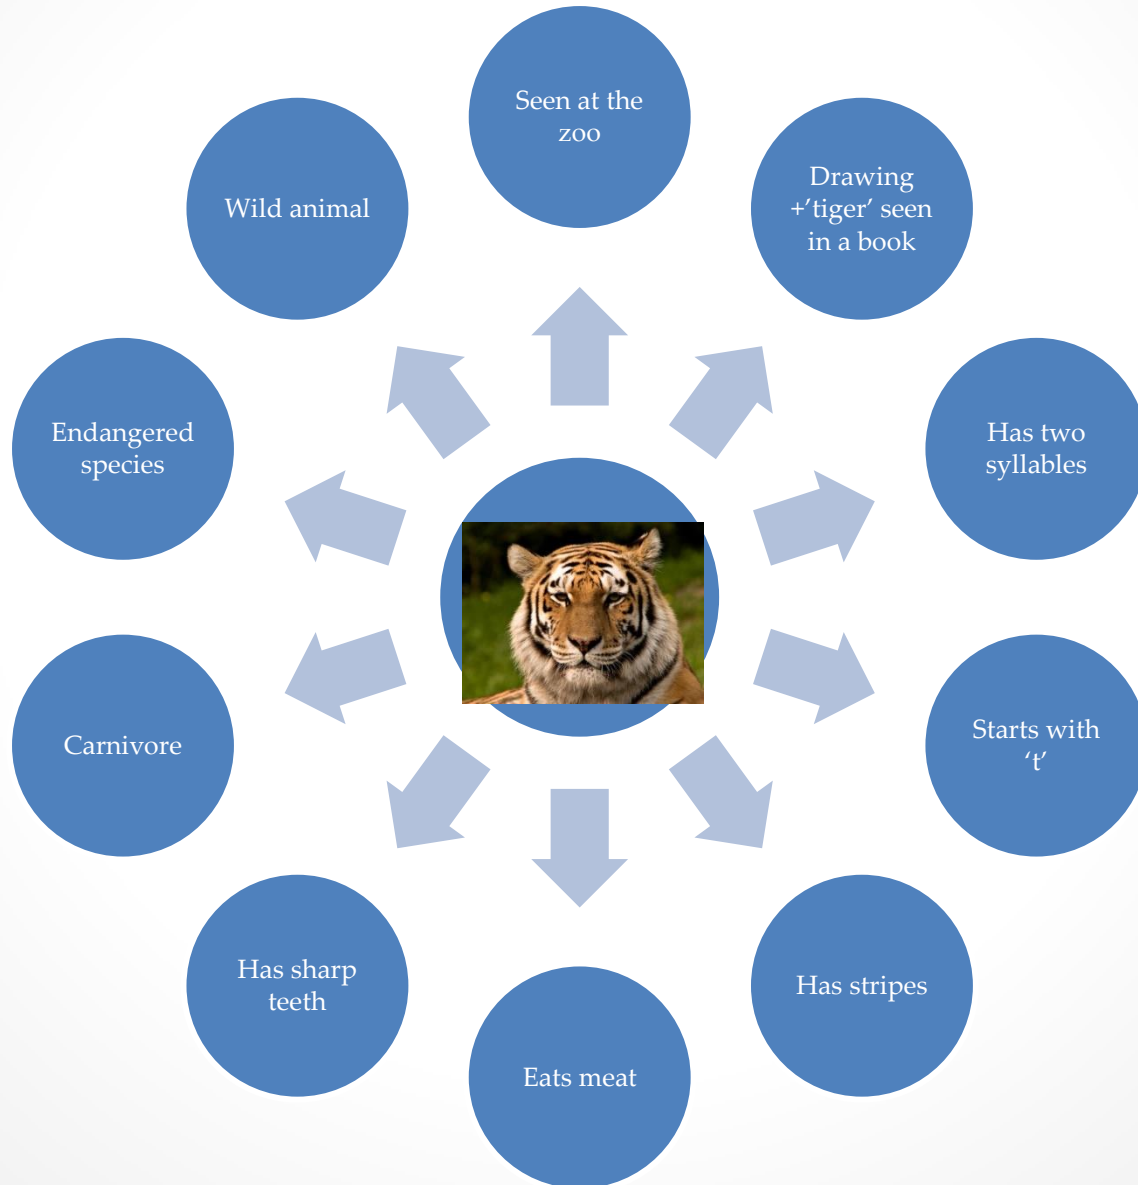 Seen at the
zoo
Drawing
+’tiger’ seen
in a book
Has two
syllables
Starts with
‘t’
Has stripes
Eats meat
Has sharp
teeth
Carnivore
Endangered
species
Wild animal